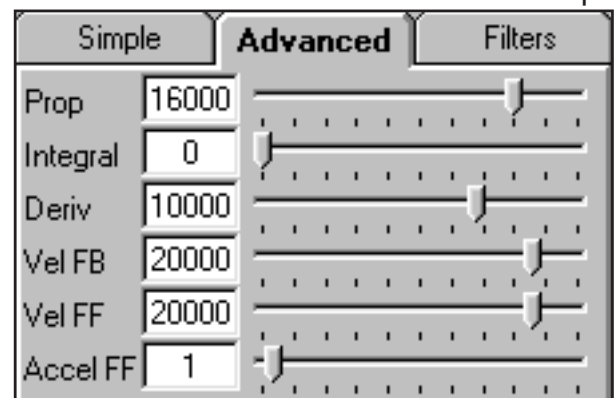 Simple Advanced Filters
Prop 16000
Integral 0
Deriv 10000
Vel FB 20000
Vel FF 20000
Accel FF 1